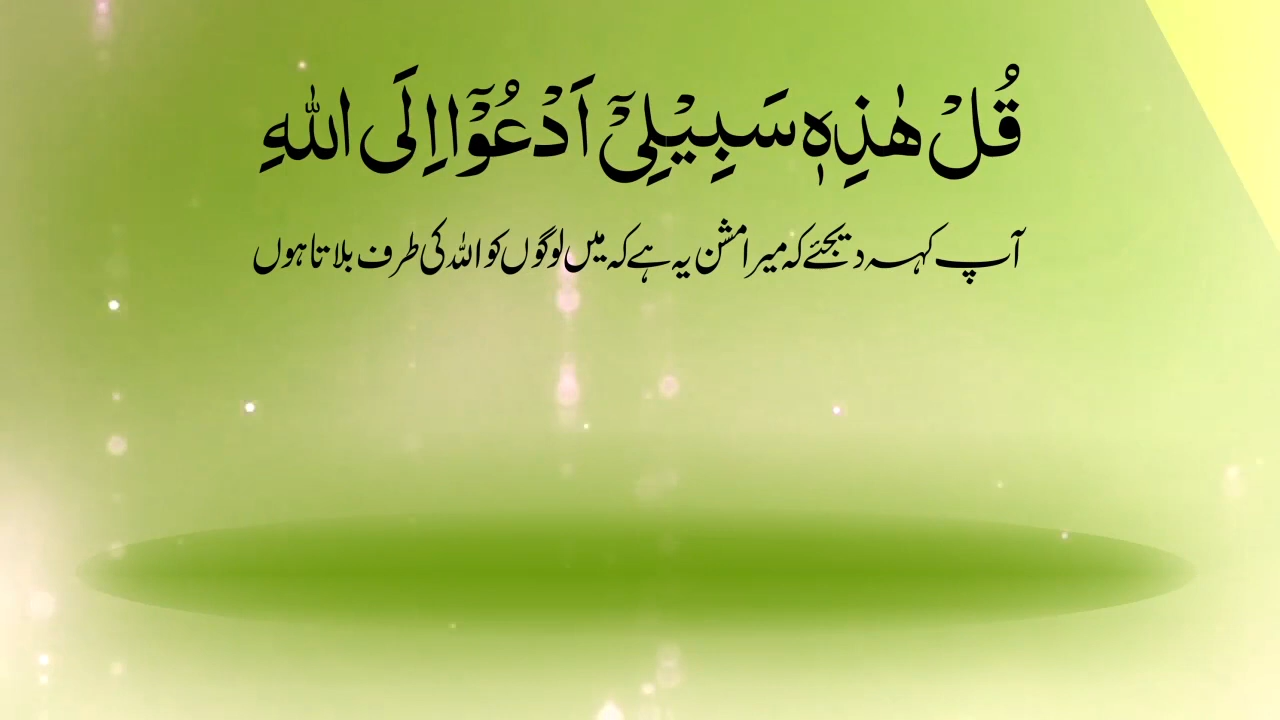 قُلْ هٰذِهٖ سَبِيْلِيْۤ اَدْعُوْۤا اِلَى اللّٰهِ
آپ کہہ دیجئے کہ میرا مشن یہ ہے کہ میں لوگوں کو اللہ کی طرف بلاتا ہوں